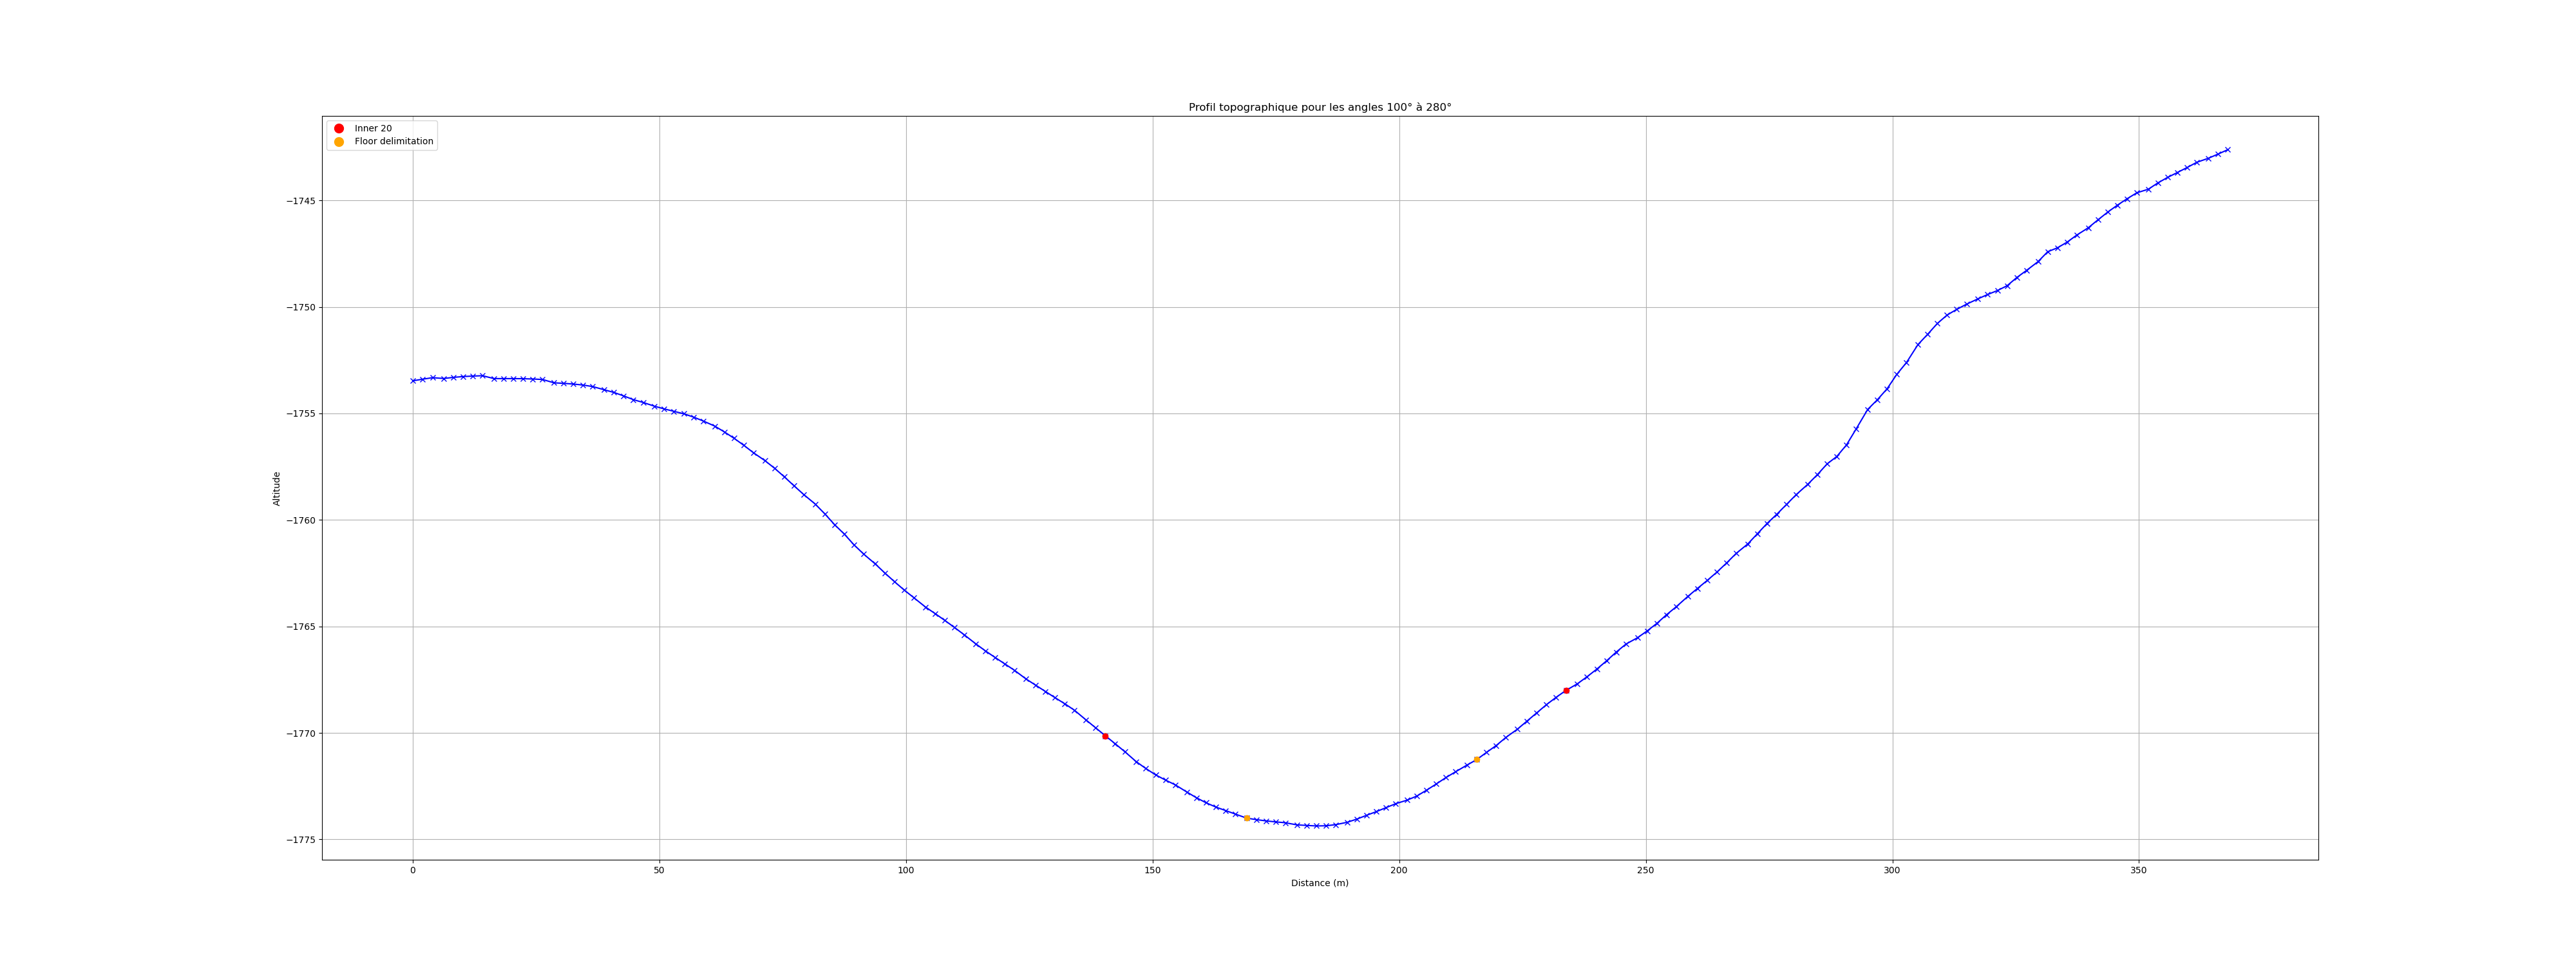 Profil topographique pour les angles 100° à 280°
Inner 20
Floor delimitation
−1745
−1750
−1755
−1760
−1765
−1770
−1775
Altitude
0 50 100 150 200 250 300 350
Distance (m)